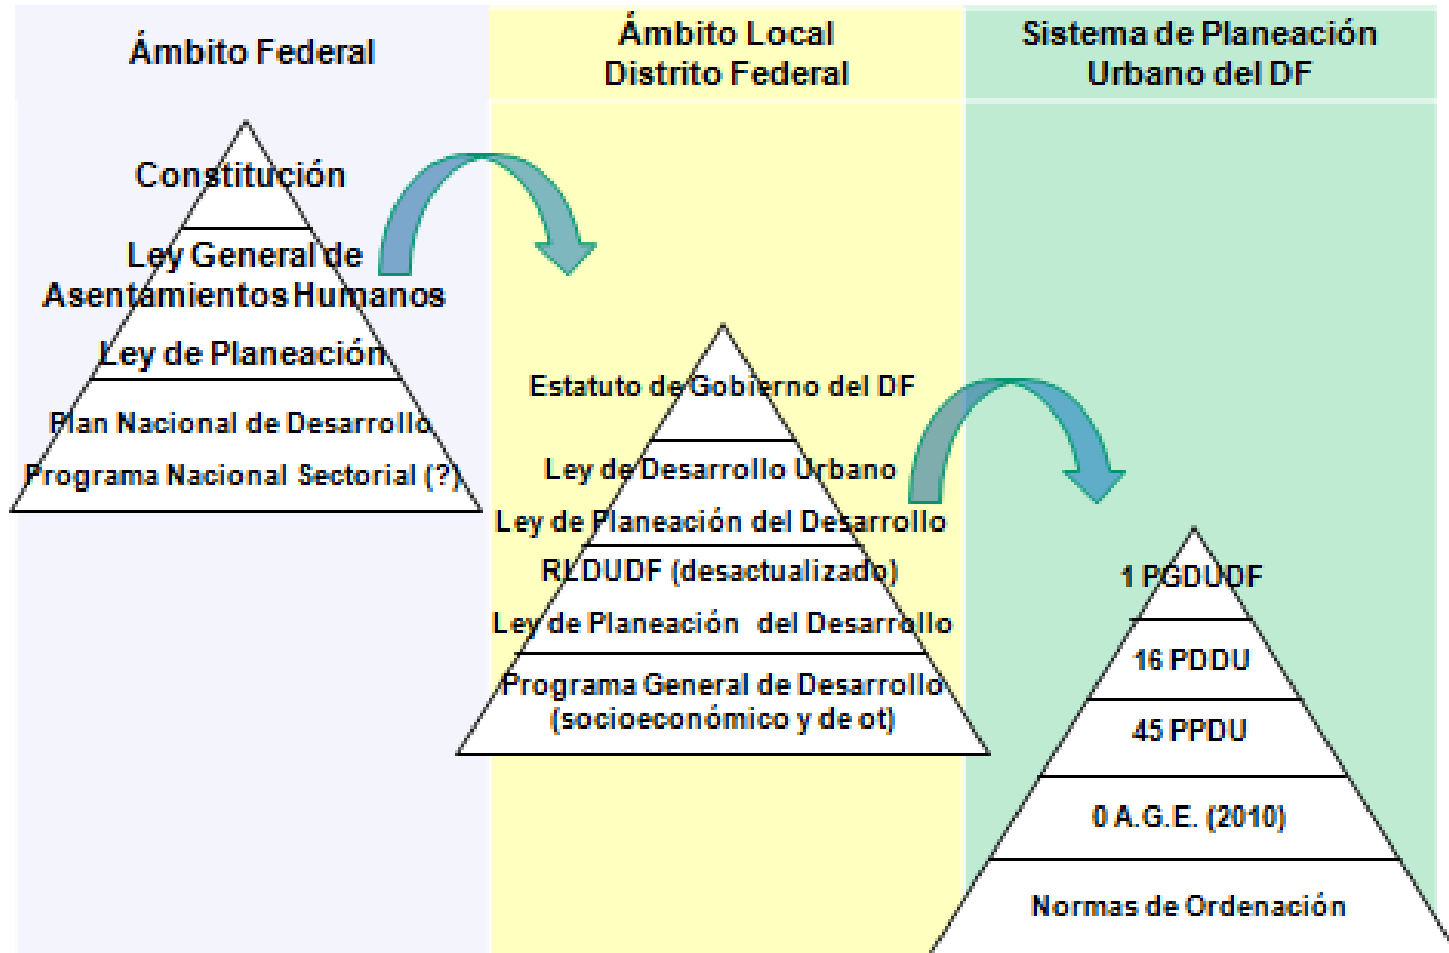 Ámbito Federal
Constitución
Ley General de
Asentamientos Humanos
Ley de Planeación
Plan Nacional de Desarrollo
Programa Nacional Sectorial (?)
Ámbito Local
Distrito Federal
Estatuto de Gobierno del DF
Ley de Desarrollo Urbano
Ley de Planeación del Desarrollo
RLDUDF (desactualizado)
Ley de Planeación del Desarrollo
Programa General de Desarrollo
(socioeconómico y de ot)
Sistema de Planeación
Urbano del DF
1 PGDUDF
16 PDDU
45 PPDU
0 A.G.E. (2010)
Normas de Ordenación